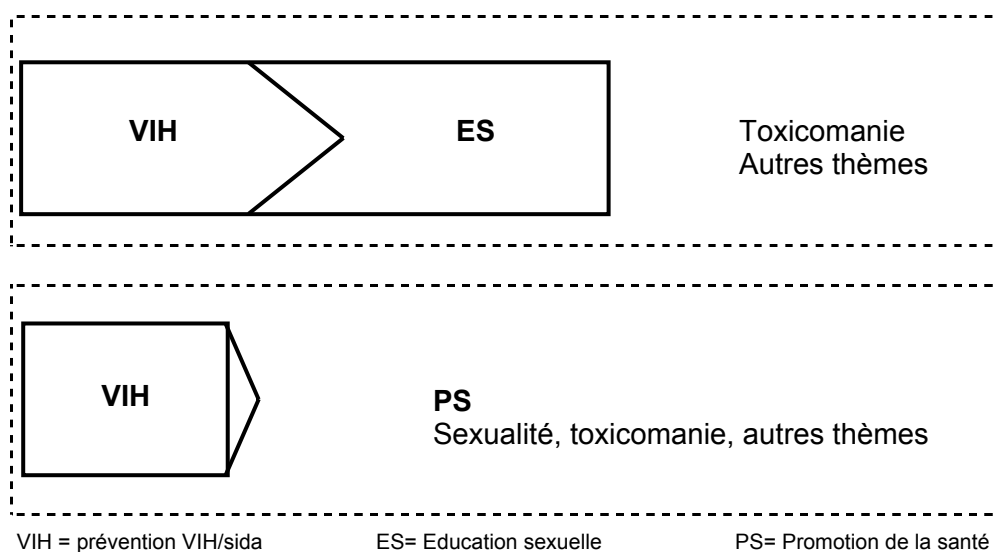 VIH ES Toxicomanie
Autres thèmes
VIH PS
Sexualité, toxicomanie, autres thèmes
VIH = prévention VIH/sida ES= Education sexuelle PS= Promotion de la santé